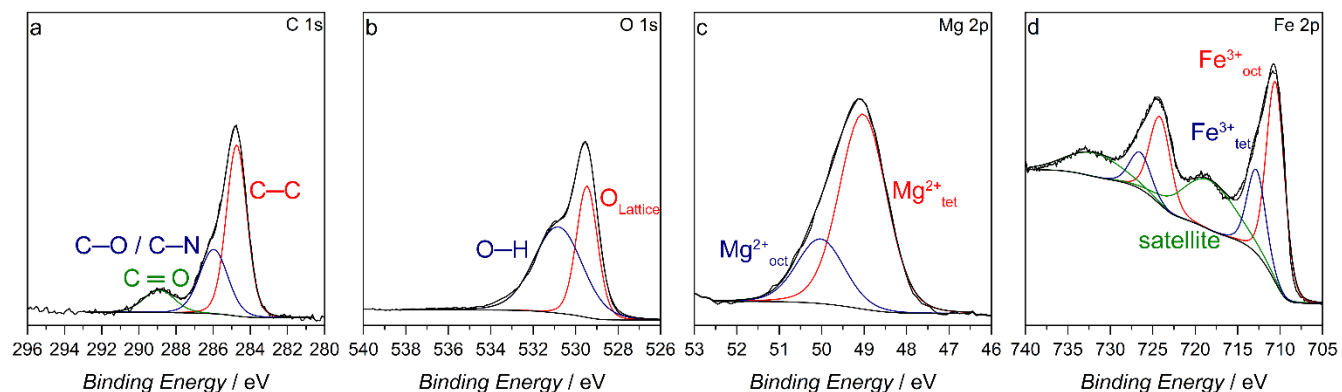 a
C 1s
C—C
C—O / C—N
C=O
296 294 292 290 288 286 284 282 280
Binding Energy / eV
b
O 1s
O—H
O Lattice
540 538 536 534 532 530 528 526
Binding Energy / eV
c
Mg 2p
Mg²⁺tet
Mg²⁺oct
53 52 51 50 49 48 47 46
Binding Energy / eV
d
Fe 2p
Fe³⁺oct
Fe³⁺tet
satellite
740 735 730 725 720 715 710 705
Binding Energy / eV